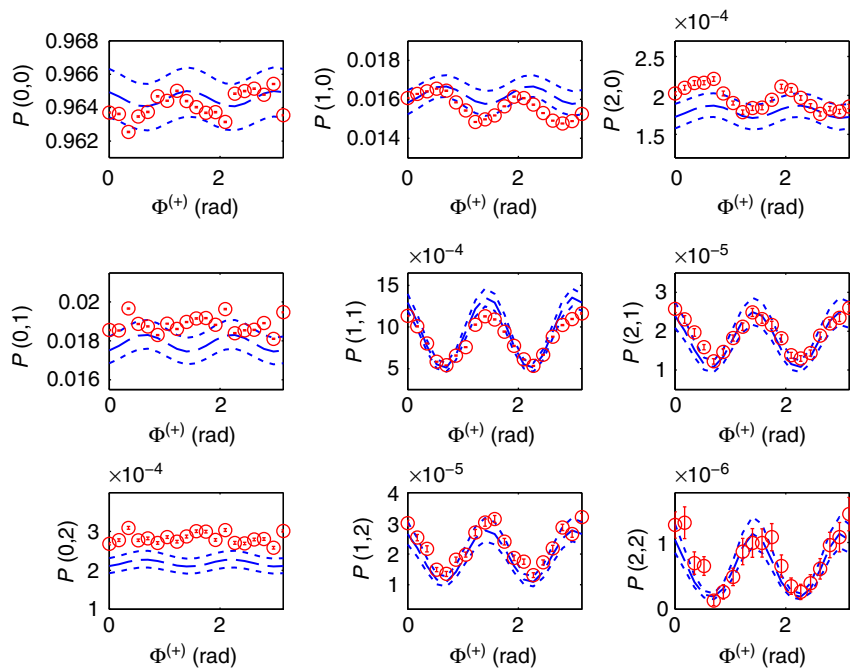 0.968
0.966
0.964
0.962
P (0,0)
0
2
Φ(+) (rad)
0.018
0.016
0.014
P (1,0)
0
2
Φ(+) (rad)
×10−4
2.5
2
1.5
P (2,0)
0
2
Φ(+) (rad)
0.02
0.018
0.016
P (0,1)
0
2
Φ(+) (rad)
×10−4
15
10
5
P (1,1)
0
2
Φ(+) (rad)
×10−5
3
2
1
P (2,1)
0
2
Φ(+) (rad)
×10−4
3
2
1
P (0,2)
0
2
Φ(+) (rad)
×10−5
4
3
2
1
0
P (1,2)
0
2
Φ(+) (rad)
×10−6
1
0
P (2,2)
0
2
Φ(+) (rad)